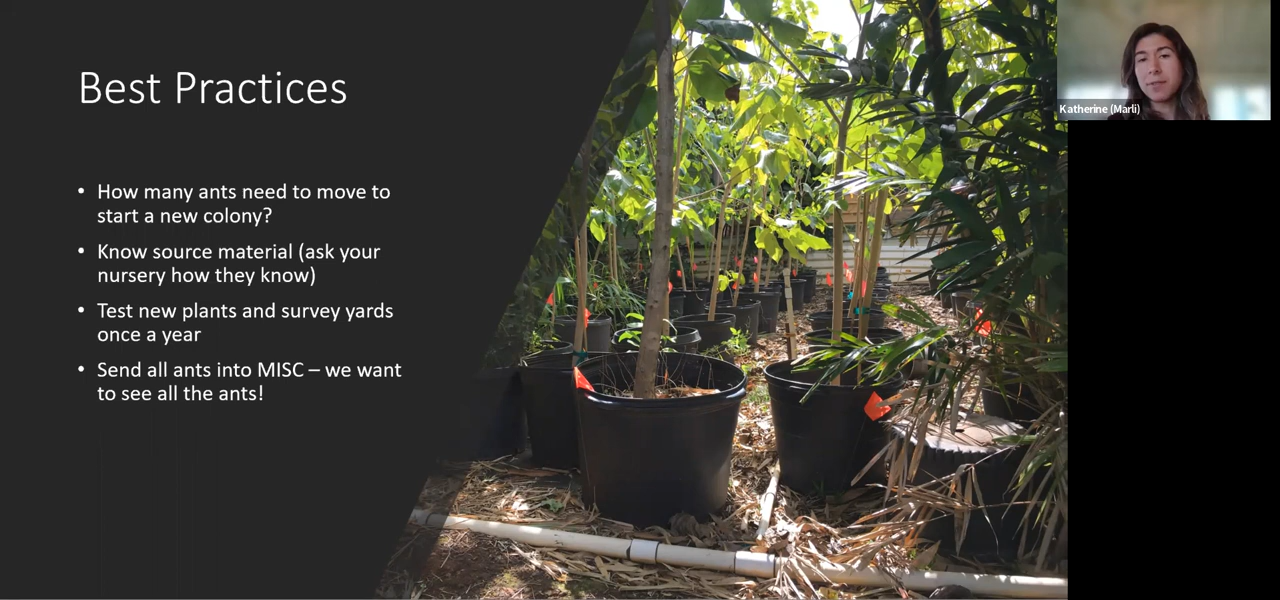 Best Practices
• How many ants need to move to
start a new colony?
• Know source material (ask your
nursery how they know)
• Test new plants and survey yards
once a year
• Send all ants into MISC – we want
to see all the ants!
Katherine (Marli)